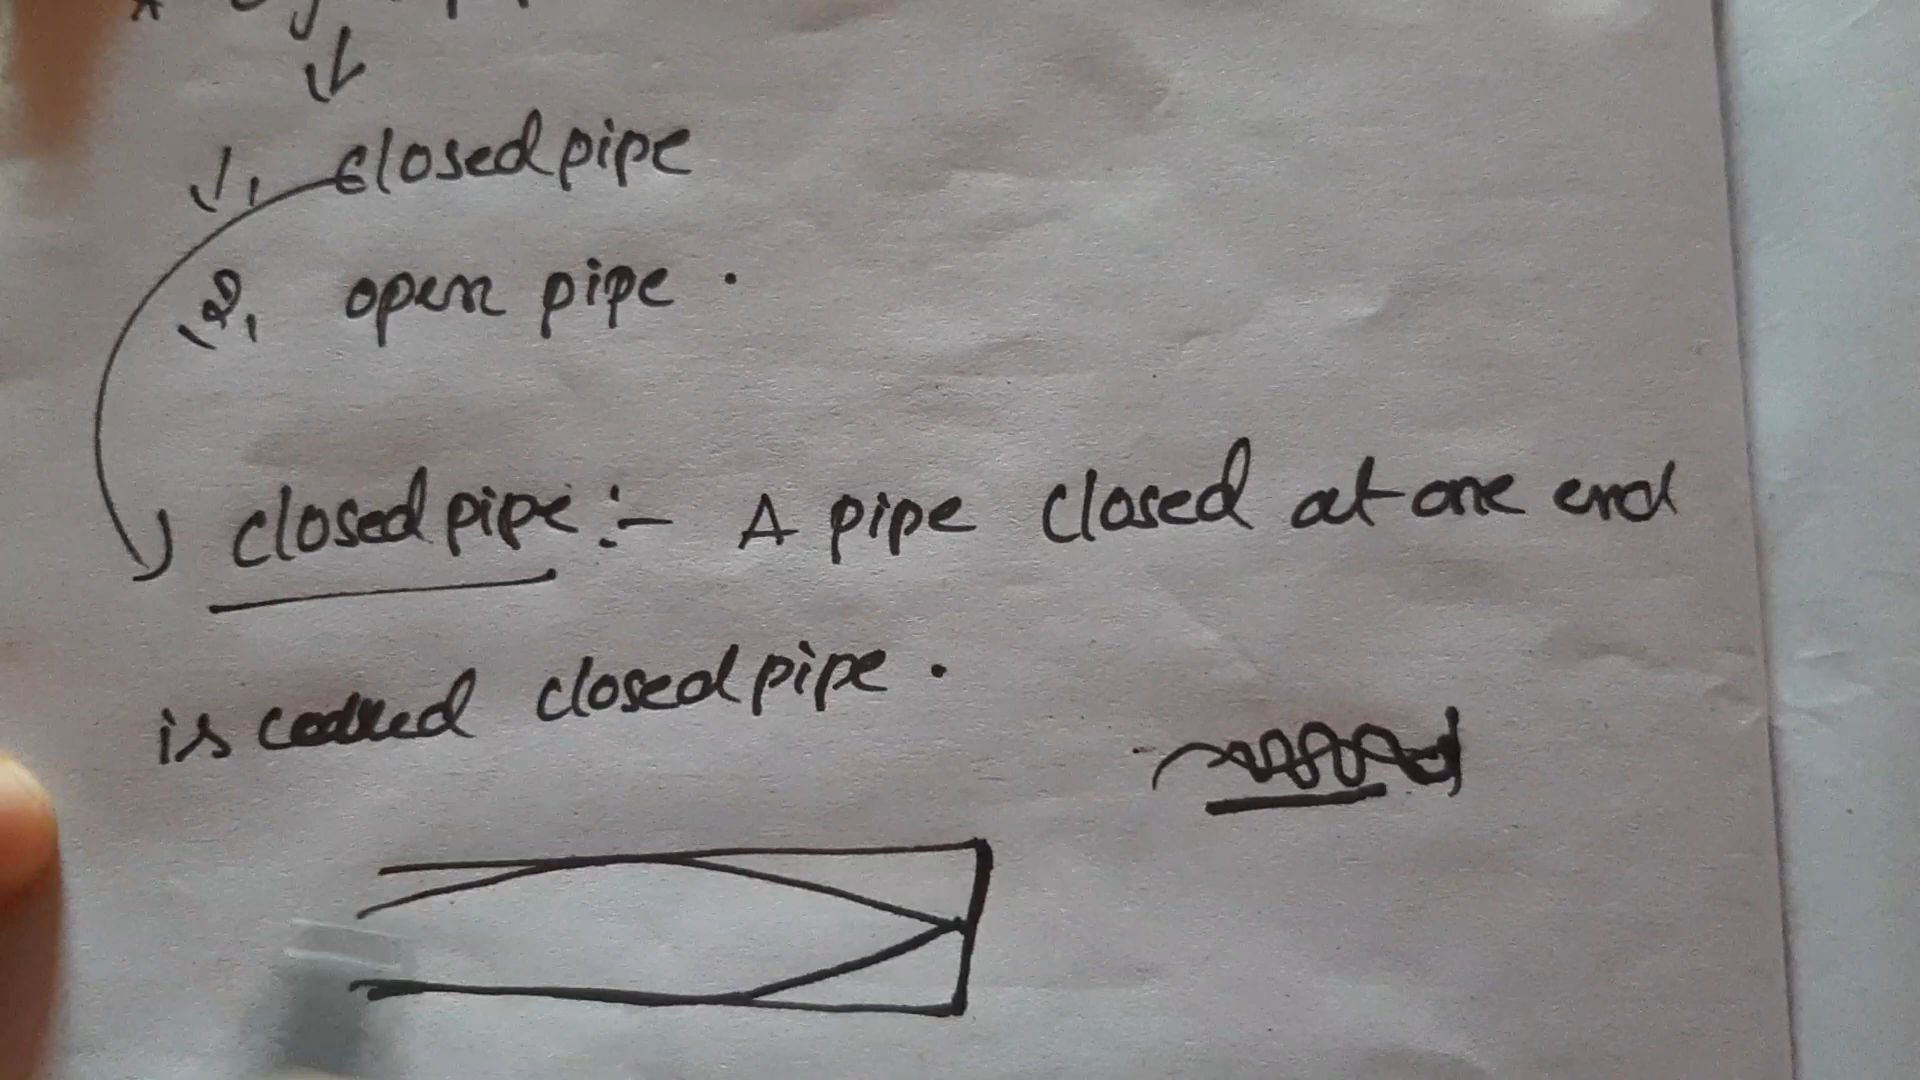 1, closed pipe
2, open pipe.
closed pipe :- A pipe closed at one end
is called closed pipe.